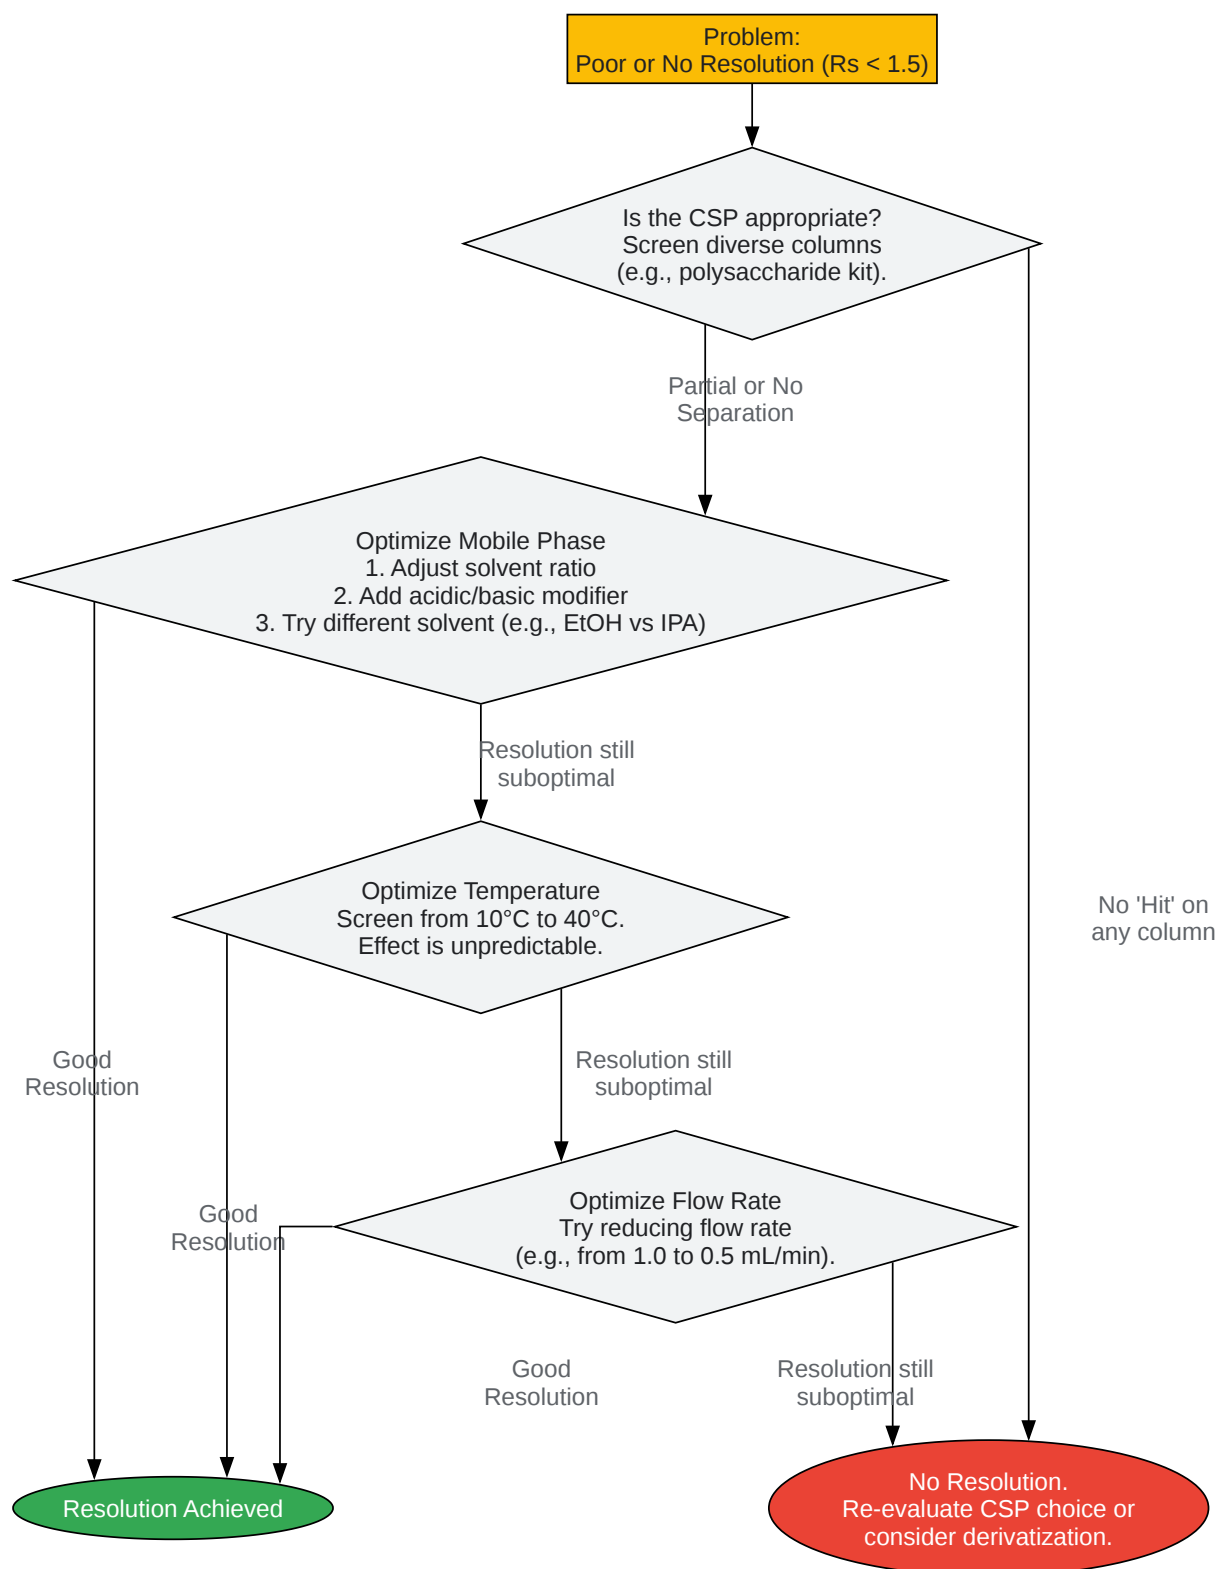 Problem:
Poor or No Resolution (Rs < 1.5)
Is the CSP appropriate?
Screen diverse columns
(e.g., polysaccharide kit).
Partial or No
Separation
Optimize Mobile Phase
1. Adjust solvent ratio
2. Add acidic/basic modifier
3. Try different solvent (e.g., EtOH vs IPA)
Resolution still
suboptimal
Optimize Temperature
Screen from 10°C to 40°C.
Effect is unpredictable.
No 'Hit' on
any column
Good
Resolution
Resolution still
suboptimal
Optimize Flow Rate
Try reducing flow rate
(e.g., from 1.0 to 0.5 mL/min).
Good
Resolution
Good
Resolution
Resolution still
suboptimal
Resolution Achieved
No Resolution.
Re-evaluate CSP choice or
consider derivatization.